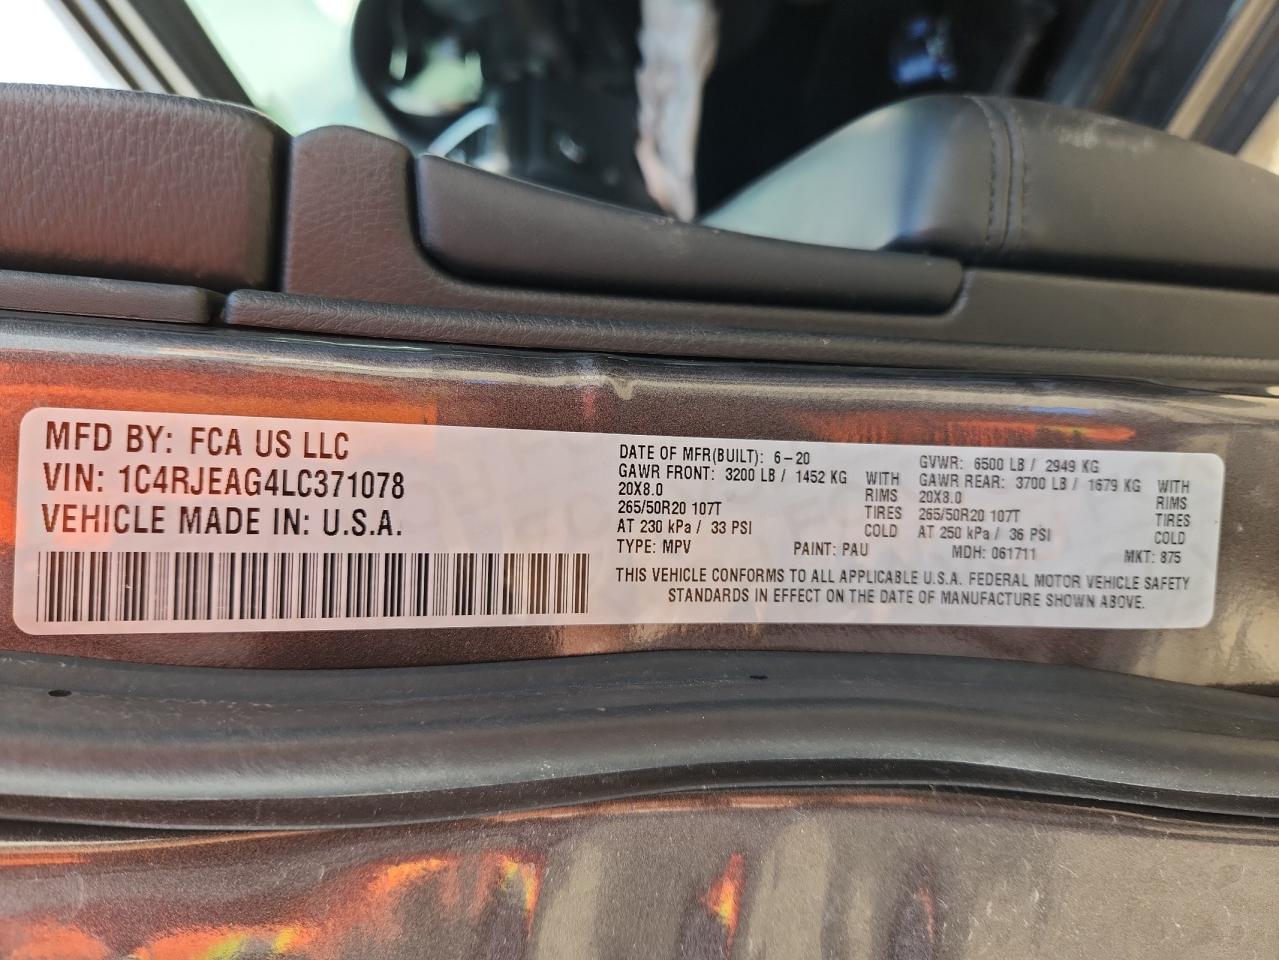 MFD BY: FCA US LLC
VIN: 1C4RJEAG4LC371078
VEHICLE MADE IN: U.S.A.
DATE OF MFR(BUILT): 6-20
GAWR FRONT: 3200 LB / 1452 KG WITH
20X8.0 RIMS
265/50R20 107T TIRES
AT 230 kPa / 33 PSI COLD
TYPE: MPV PAINT: PAU
GVWR: 6500 LB / 2949 KG
GAWR REAR: 3700 LB / 1679 KG WITH
20X8.0 RIMS
265/50R20 107T TIRES
AT 250 kPa / 36 PSI COLD
MDH: 061711 MKT: 875
THIS VEHICLE CONFORMS TO ALL APPLICABLE U.S.A. FEDERAL MOTOR VEHICLE SAFETY
STANDARDS IN EFFECT ON THE DATE OF MANUFACTURE SHOWN ABOVE.